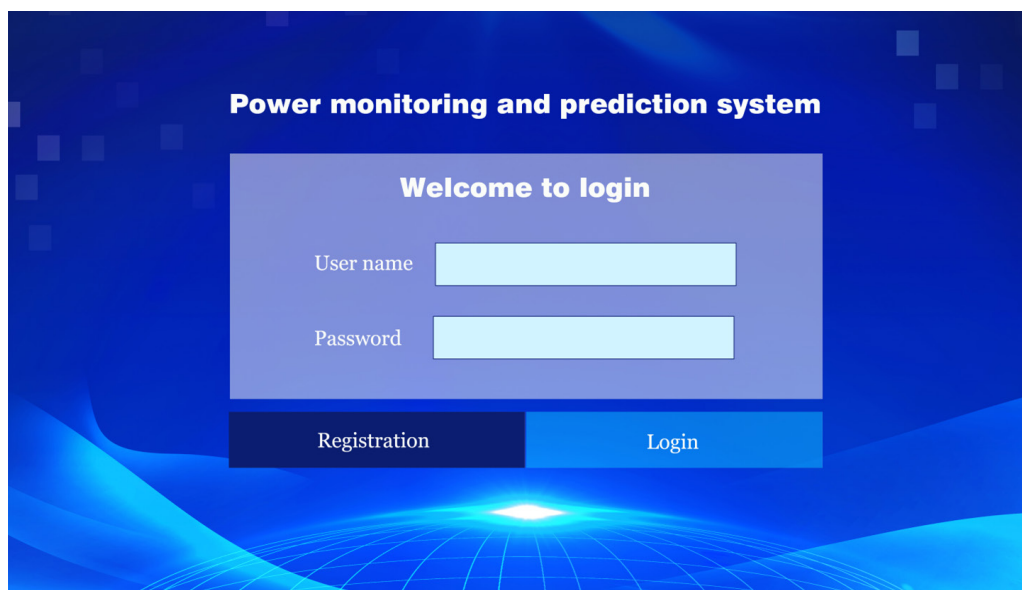 Power monitoring and prediction system
Welcome to login
User name
Password
Registration
Login